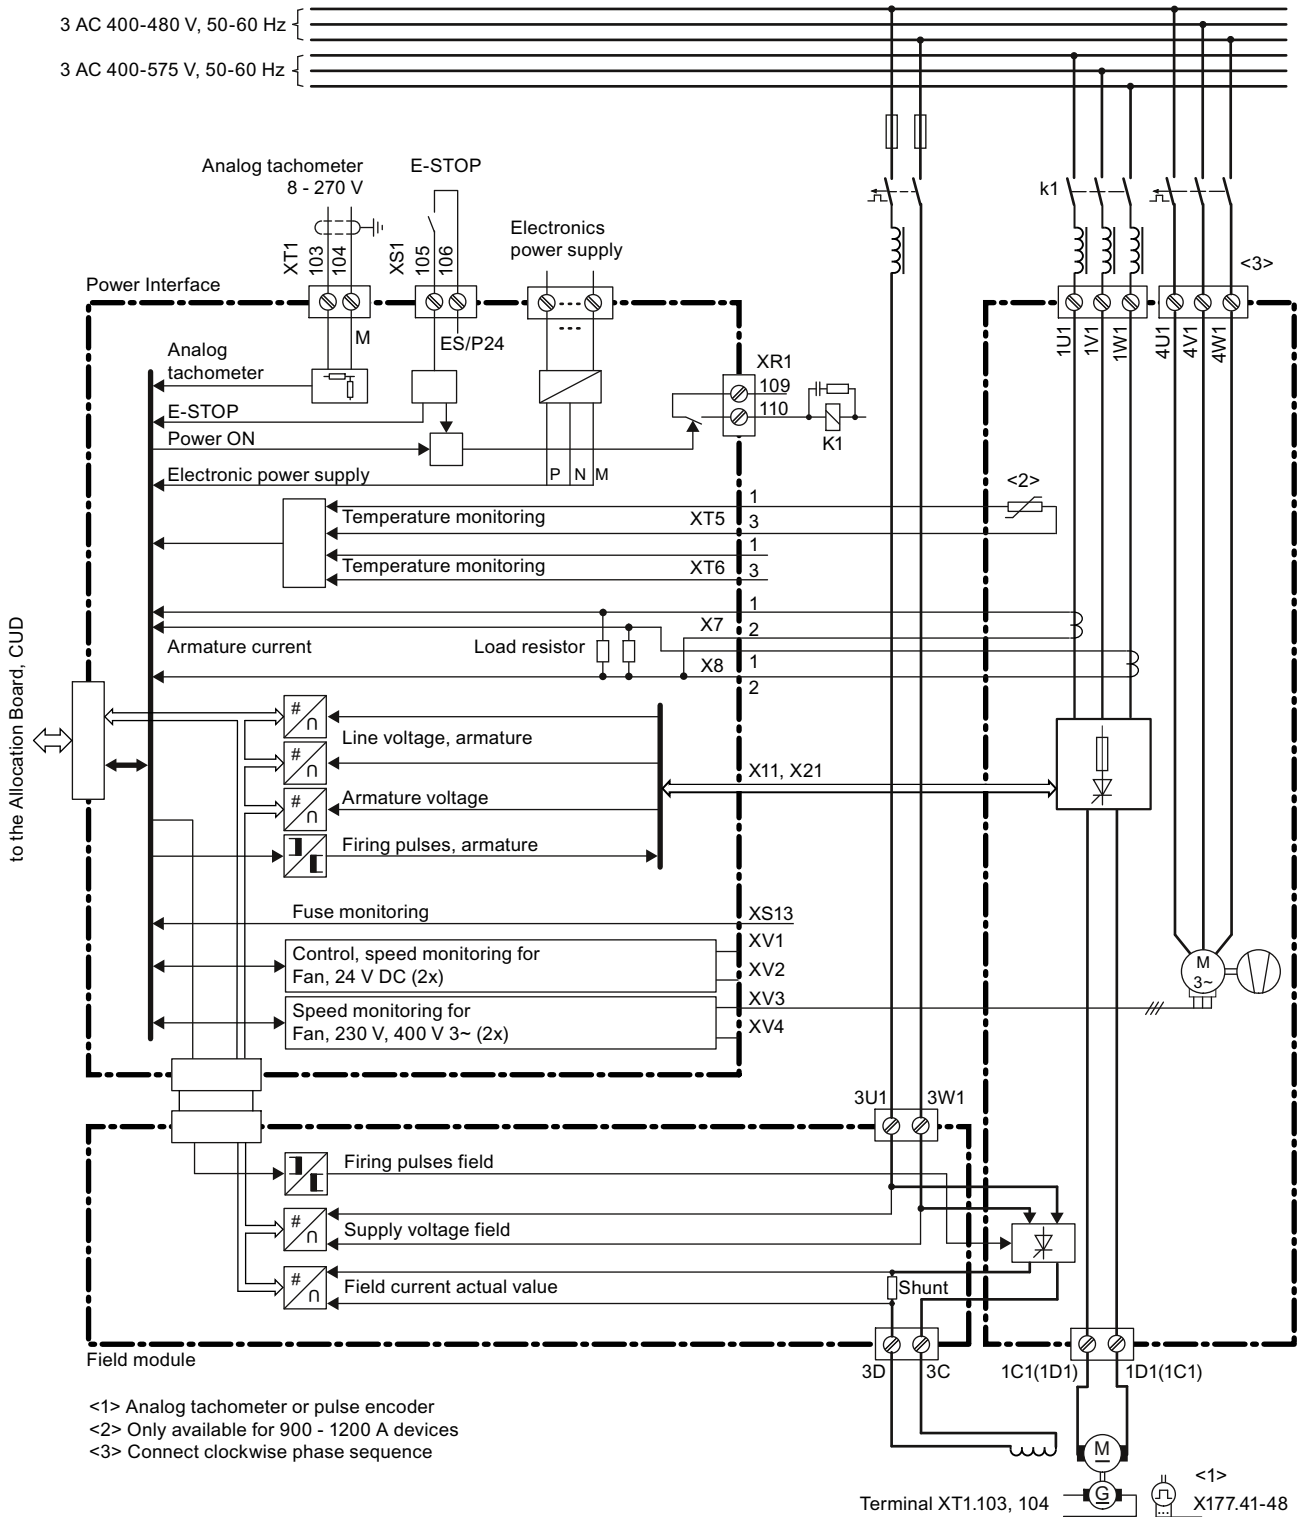 3 AC 400-480 V, 50-60 Hz
3 AC 400-575 V, 50-60 Hz
Analog tachometer
8 - 270 V
E-STOP
Electronics
power supply
k1
XT1
103
104
XS1
105
106
<3>
Power Interface
M
ES/P24
1U1
1V1
1W1
4U1
4V1
4W1
Analog
tachometer
XR1
109
110
K1
E-STOP
Power ON
Electronic power supply
P
N
M
<2>
1
Temperature monitoring
XT5
3
1
Temperature monitoring
XT6
3
1
X7
2
Armature current
Load resistor
X8
1
2
to the Allocation Board, CUD
#
∩
Line voltage, armature
#
∩
X11, X21
#
∩
Armature voltage
Firing pulses, armature
Fuse monitoring
XS13
XV1
Control, speed monitoring for
Fan, 24 V DC (2x)
XV2
M
3~
XV3
Speed monitoring for
Fan, 230 V, 400 V 3~ (2x)
XV4
3U1
3W1
Firing pulses field
#
∩
Supply voltage field
#
∩
Field current actual value
Shunt
Field module
3D
3C
1C1(1D1)
1D1(1C1)
<1> Analog tachometer or pulse encoder
<2> Only available for 900 - 1200 A devices
<3> Connect clockwise phase sequence
M
<1>
G
Terminal XT1.103, 104
X177.41-48